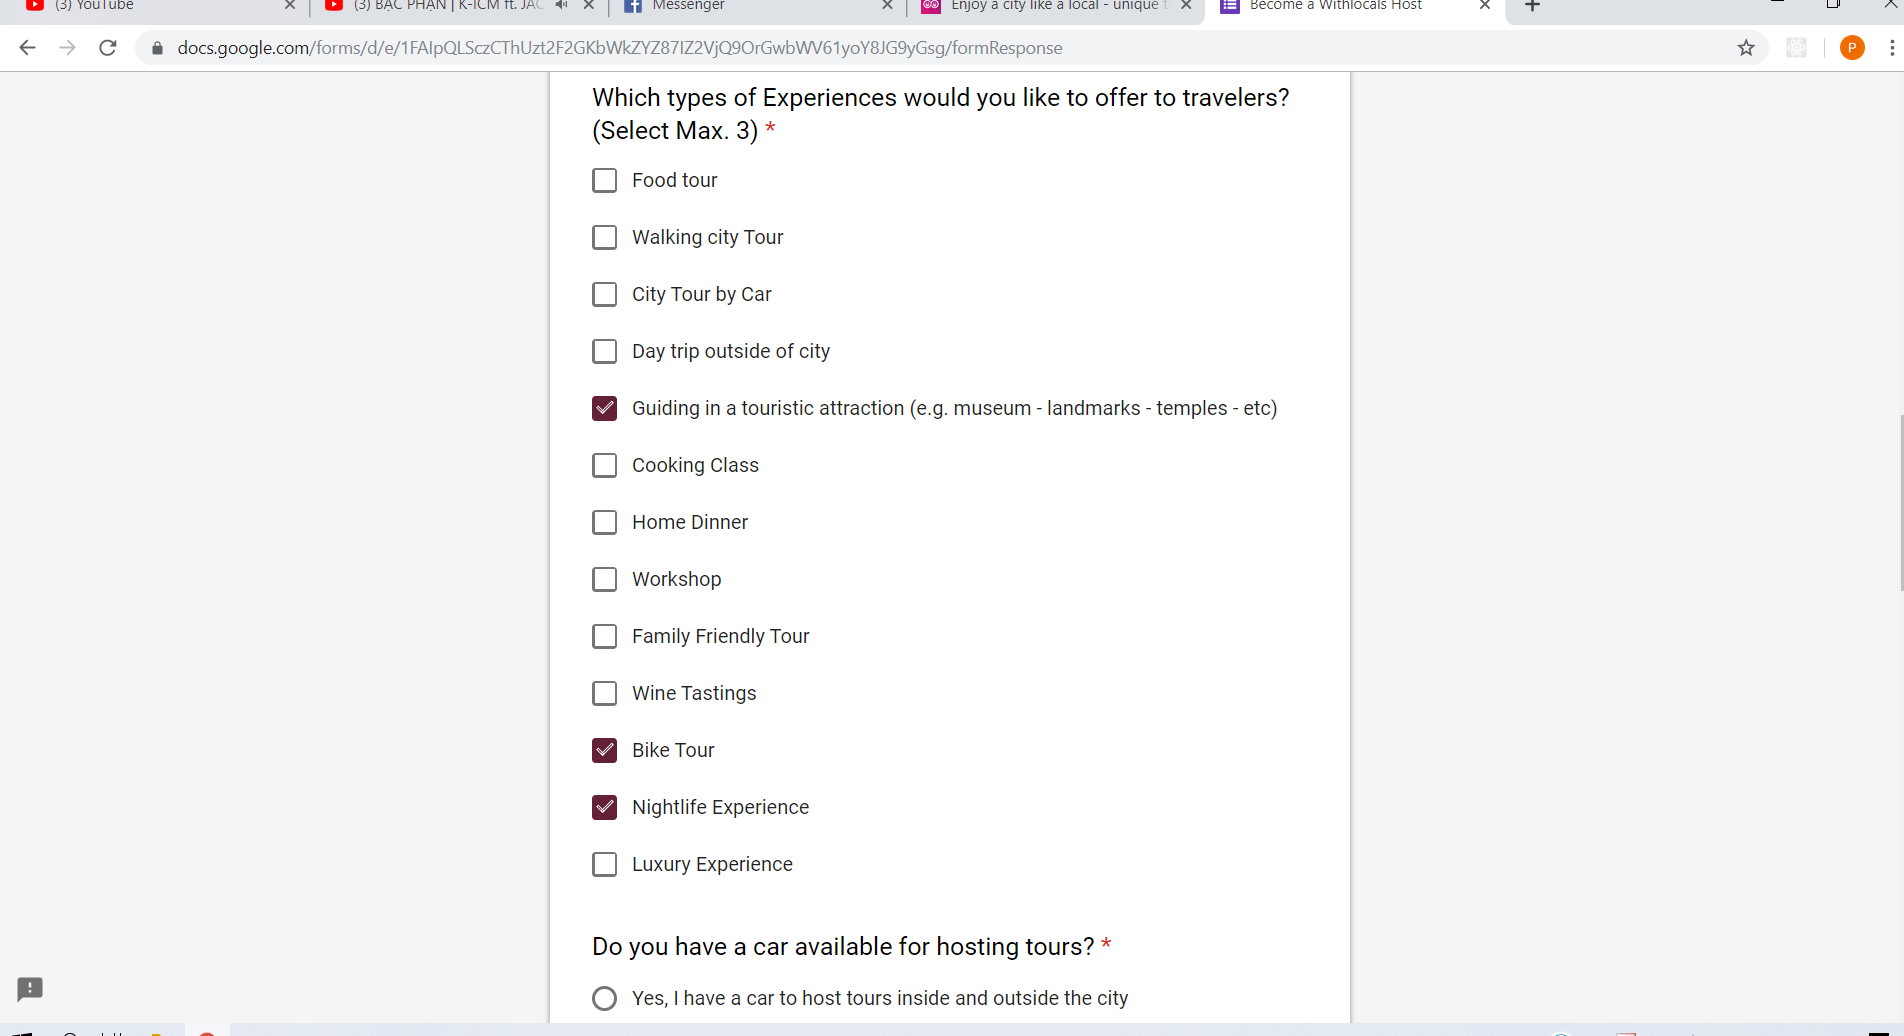 (3) YouTube
(3) BẠC PHẬN | K-ICM ft. JAC
Messenger
Enjoy a city like a local - unique t
Become a Withlocals Host
docs.google.com/forms/d/e/1FAIpQLSczCThUzt2F2GKbWkZYZ87IZ2VjQ9OrGwbWV61yoY8JG9yGsg/formResponse
P
Which types of Experiences would you like to offer to travelers?
(Select Max. 3) *
Food tour
Walking city Tour
City Tour by Car
Day trip outside of city
Guiding in a touristic attraction (e.g. museum - landmarks - temples - etc)
Cooking Class
Home Dinner
Workshop
Family Friendly Tour
Wine Tastings
Bike Tour
Nightlife Experience
Luxury Experience
Do you have a car available for hosting tours? *
Yes, I have a car to host tours inside and outside the city